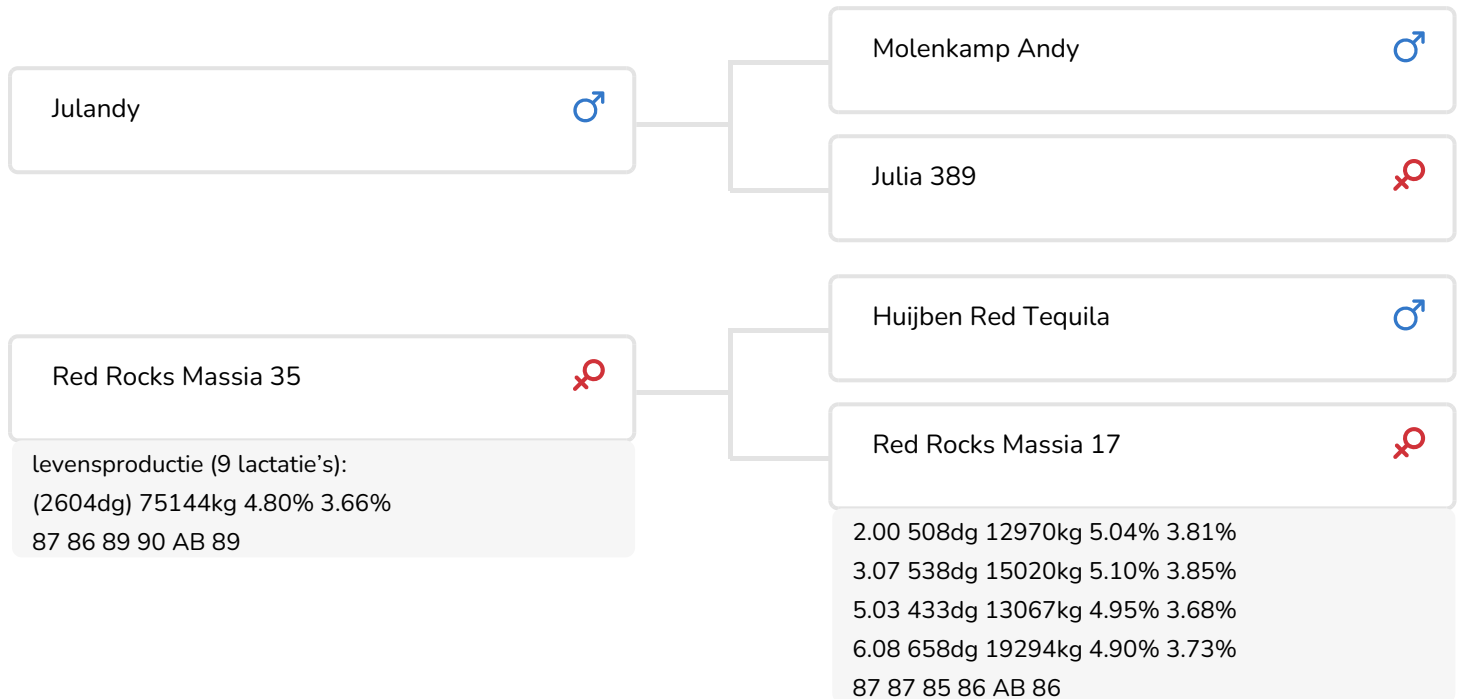 Julandy
Molenkamp Andy
Julia 389
Red Rocks Massia 35
levensproductie (9 lactatie's):
(2604dg) 75144kg 4.80% 3.66%
87 86 89 90 AB 89
Huijben Red Tequila
Red Rocks Massia 17
2.00 508dg 12970kg 5.04% 3.81%
3.07 538dg 15020kg 5.10% 3.85%
5.03 433dg 13067kg 4.95% 3.68%
6.08 658dg 19294kg 4.90% 3.73%
87 87 85 86 AB 86